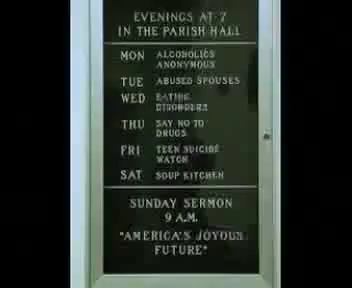 EVENINGS AT 7
IN THE PARISH HALL
MON ALCOHOLICS
ANONYMOUS
TUE ABUSED SPOUSES
WED EATING
DISORDERS
THU SAY NO TO
DRUGS
FRI TEEN SUICIDE
WATCH
SAT SOUP KITCHEN
SUNDAY SERMON
9 A.M.
"AMERICA'S JOYOUS
FUTURE"